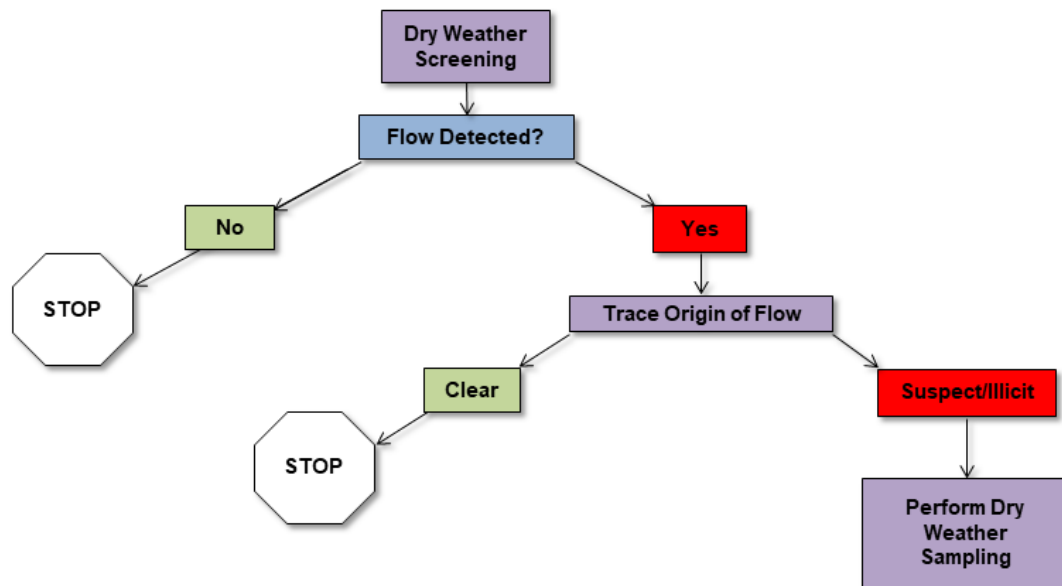 Dry Weather
Screening
Flow Detected?
No
Yes
STOP
Trace Origin of Flow
Clear
Suspect/Illicit
STOP
Perform Dry
Weather
Sampling